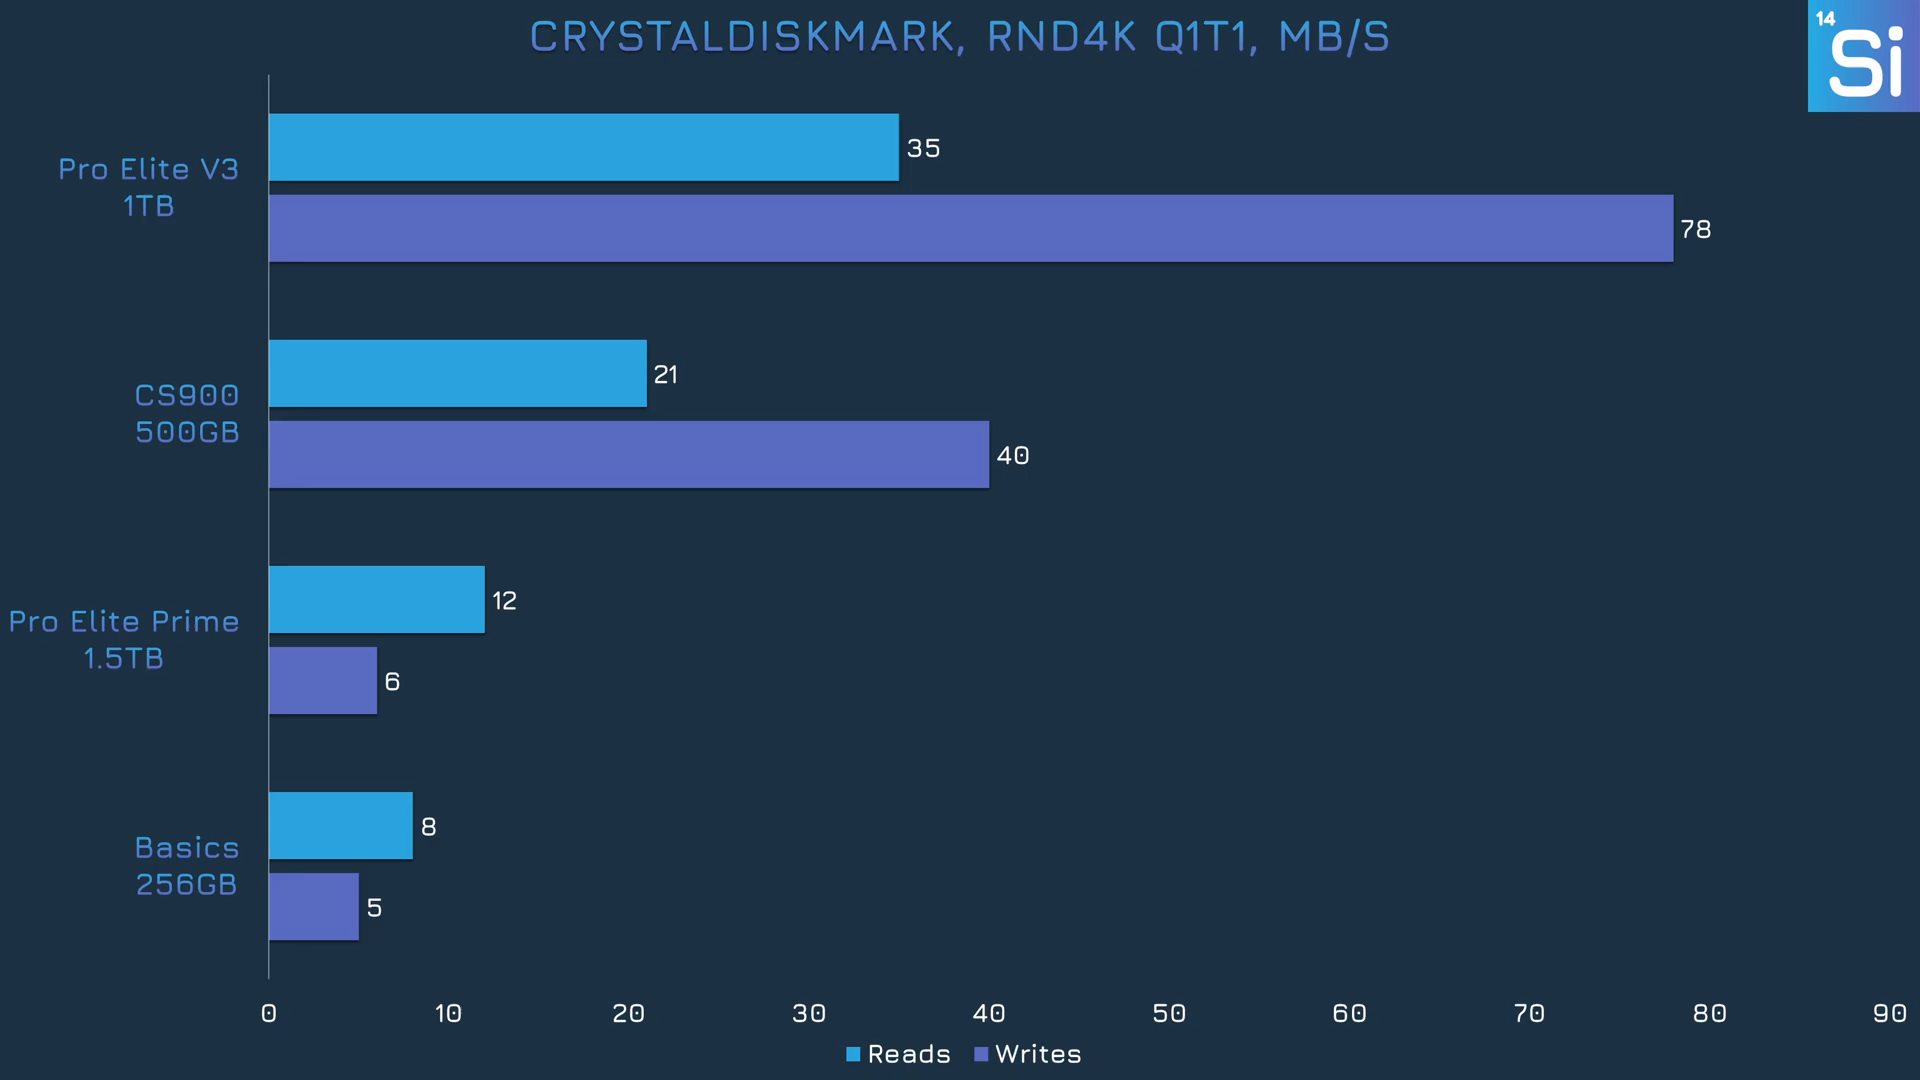 CRYSTALDISKMARK, RND4K Q1T1, MB/S
14
Si
Pro Elite V3
1TB
35
78
CS900
500GB
21
40
Pro Elite Prime
1.5TB
12
6
Basics
256GB
8
5
0 10 20 30 40 50 60 70 80 90
Reads Writes